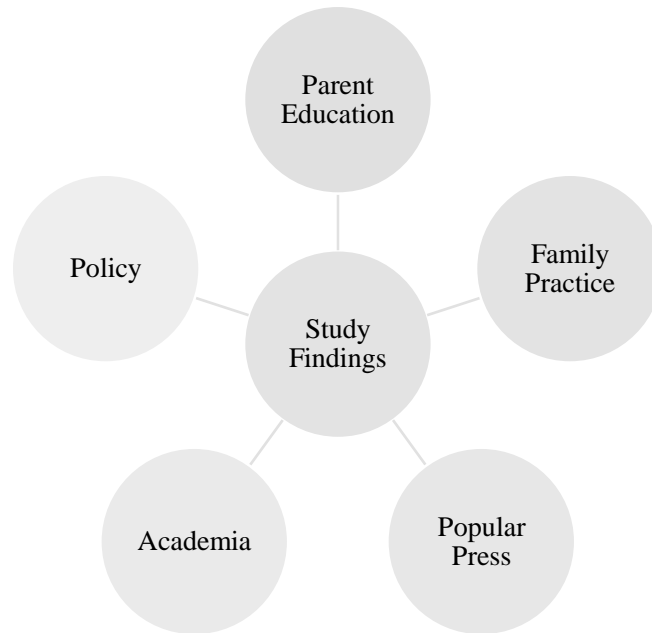 Parent
Education
Policy
Family
Practice
Study
Findings
Academia
Popular
Press